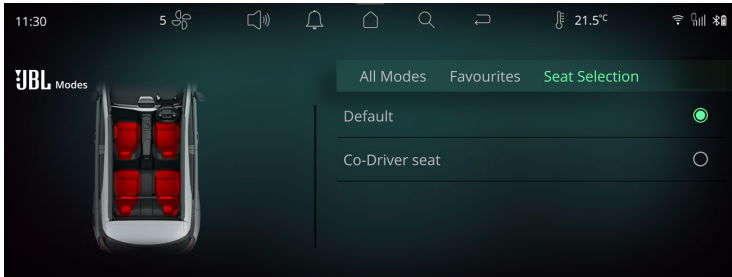 11:30
5
21.5°C
JBL Modes
All Modes Favourites Seat Selection
Default
Co-Driver seat